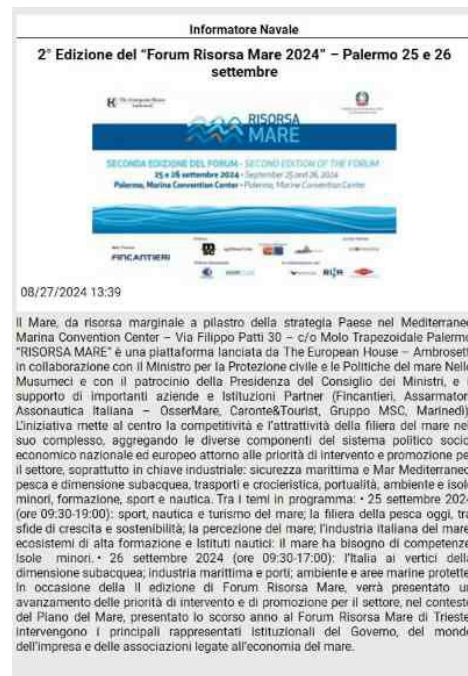 Informatore Navale
2° Edizione del “Forum Risorsa Mare 2024” – Palermo 25 e 26
settembre
The European House
Ambrosetti
RISORSA
MARE
SECONDA EDIZIONE DEL FORUM - SECOND EDITION OF THE FORUM
25 e 26 settembre 2024 - September 25 and 26, 2024
Palermo, Marina Convention Center - Palermo, Marina Convention Center
FINCANTIERI
08/27/2024 13:39
Il Mare, da risorsa marginale a pilastro della strategia Paese nel Mediterraneo
Marina Convention Center – Via Filippo Patti 30 – c/o Molo Trapezoidale Palermo
“RISORSA MARE” è una piattaforma lanciata da The European House – Ambrosetti
in collaborazione con il Ministro per la Protezione civile e le Politiche del mare Nello
Musumeci e con il patrocinio della Presidenza del Consiglio dei Ministri, e il
supporto di importanti aziende e Istituzioni Partner (Fincantieri, Assarmatori,
Assonautica Italiana – OsserMare, Caronte&Tourist, Gruppo MSC, Marinedi).
L'iniziativa mette al centro la competitività e l'attrattività della filiera del mare nel
suo complesso, aggregando le diverse componenti del sistema politico socio
economico nazionale ed europeo attorno alle priorità di intervento e promozione per
il settore, soprattutto in chiave industriale: sicurezza marittima e Mar Mediterraneo,
pesca e dimensione subacquea, trasporti e crocieristica, portualità, ambiente e isole
minori, formazione, sport e nautica. Tra i temi in programma: • 25 settembre 2024
(ore 09:30-19:00): sport, nautica e turismo del mare; la filiera della pesca oggi, tra
sfide di crescita e sostenibilità; la percezione del mare; l'industria italiana del mare;
ecosistemi di alta formazione e Istituti nautici: il mare ha bisogno di competenze;
Isole minori. • 26 settembre 2024 (ore 09:30-17:00): l'Italia ai vertici della
dimensione subacquea; industria marittima e porti; ambiente e aree marine protette.
In occasione della II edizione di Forum Risorsa Mare, verrà presentato un
avanzamento delle priorità di intervento e di promozione per il settore, nel contesto
del Piano del Mare, presentato lo scorso anno al Forum Risorsa Mare di Trieste.
intervengono i principali rappresentati istituzionali del Governo, del mondo
dell'impresa e delle associazioni legate all'economia del mare.